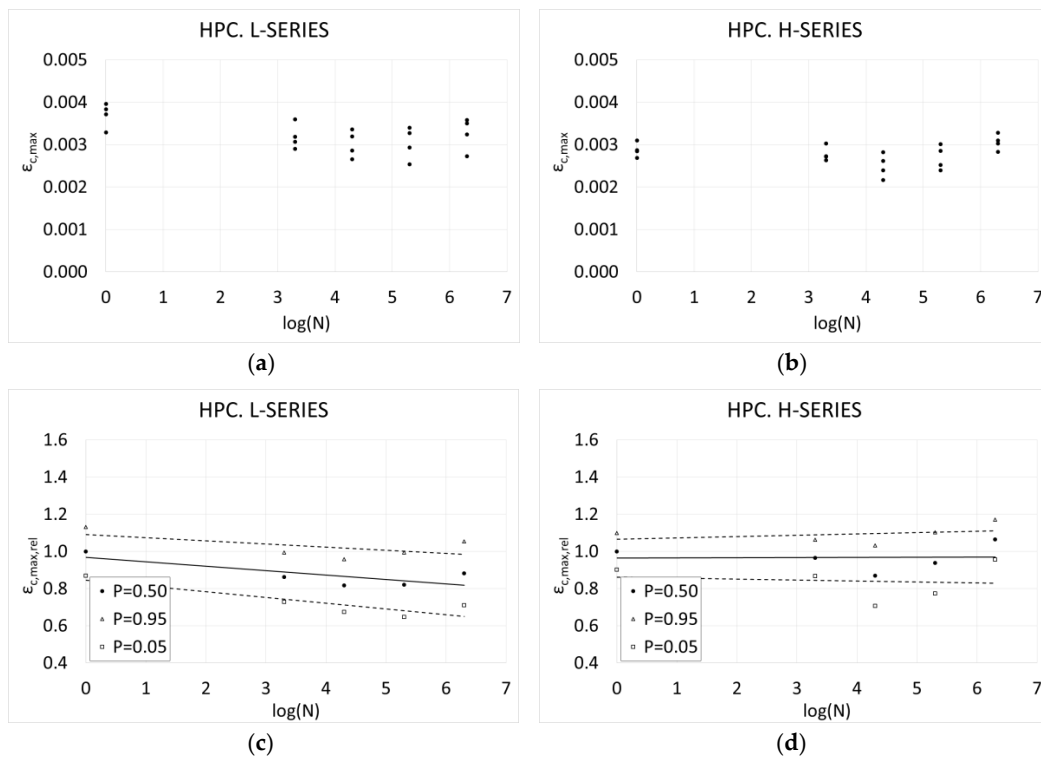 HPC. L-SERIES
0.005
0.004
0.003
0.002
0.001
0.000
εc,max
0 1 2 3 4 5 6 7
log(N)
(a)
HPC. H-SERIES
0.005
0.004
0.003
0.002
0.001
0.000
εc,max
0 1 2 3 4 5 6 7
log(N)
(b)
HPC. L-SERIES
1.6
1.4
1.2
1.0
0.8
0.6
0.4
εc,max,rel
P=0.50
P=0.95
P=0.05
0 1 2 3 4 5 6 7
log(N)
(c)
HPC. H-SERIES
1.6
1.4
1.2
1.0
0.8
0.6
0.4
εc,max,rel
P=0.50
P=0.95
P=0.05
0 1 2 3 4 5 6 7
log(N)
(d)